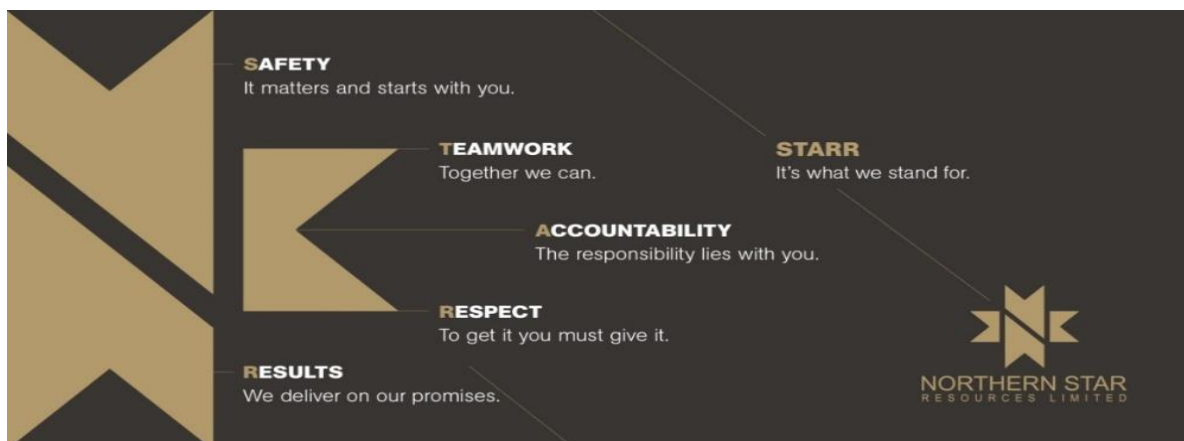 SAFETY
It matters and starts with you.
TEAMWORK
Together we can.
STARR
It's what we stand for.
ACCOUNTABILITY
The responsibility lies with you.
RESPECT
To get it you must give it.
RESULTS
We deliver on our promises.
NORTHERN STAR
RESOURCES LIMITED